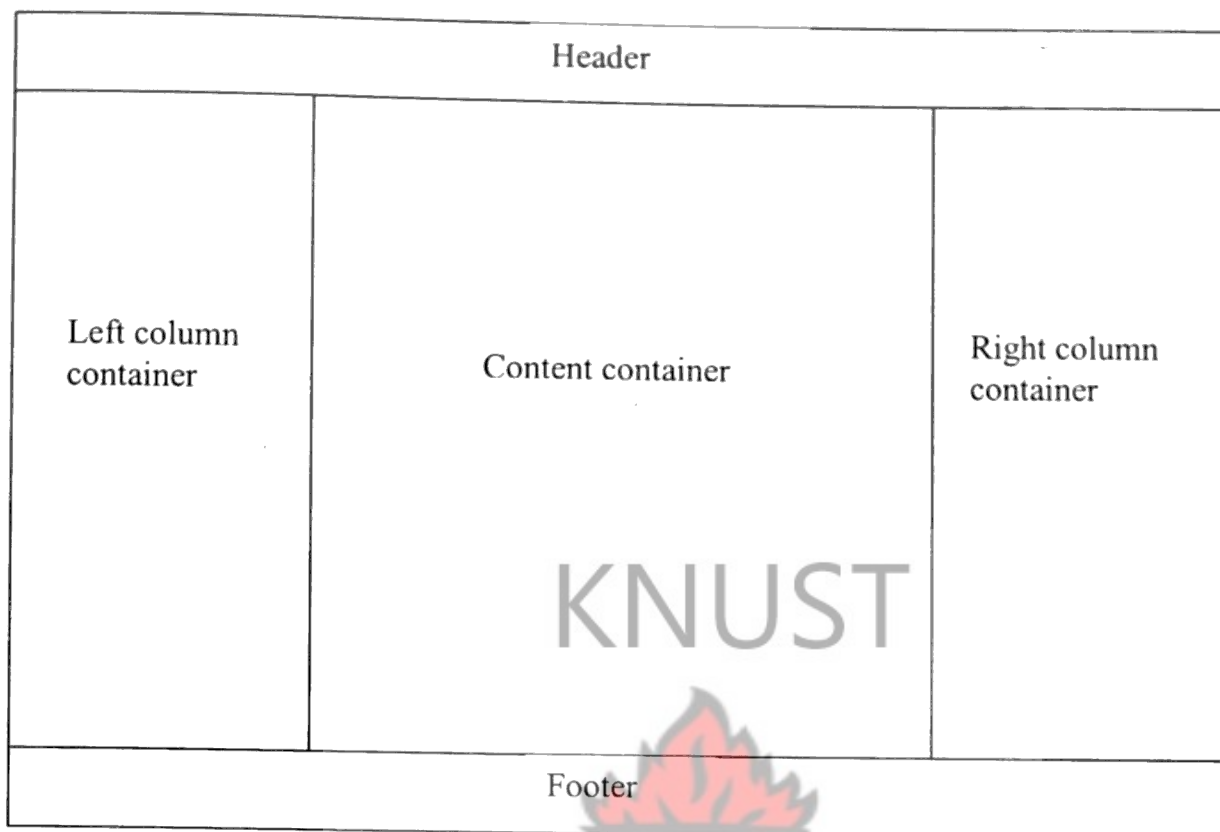 Header
Left column
container
Content container
Right column
container
KNUST
Footer